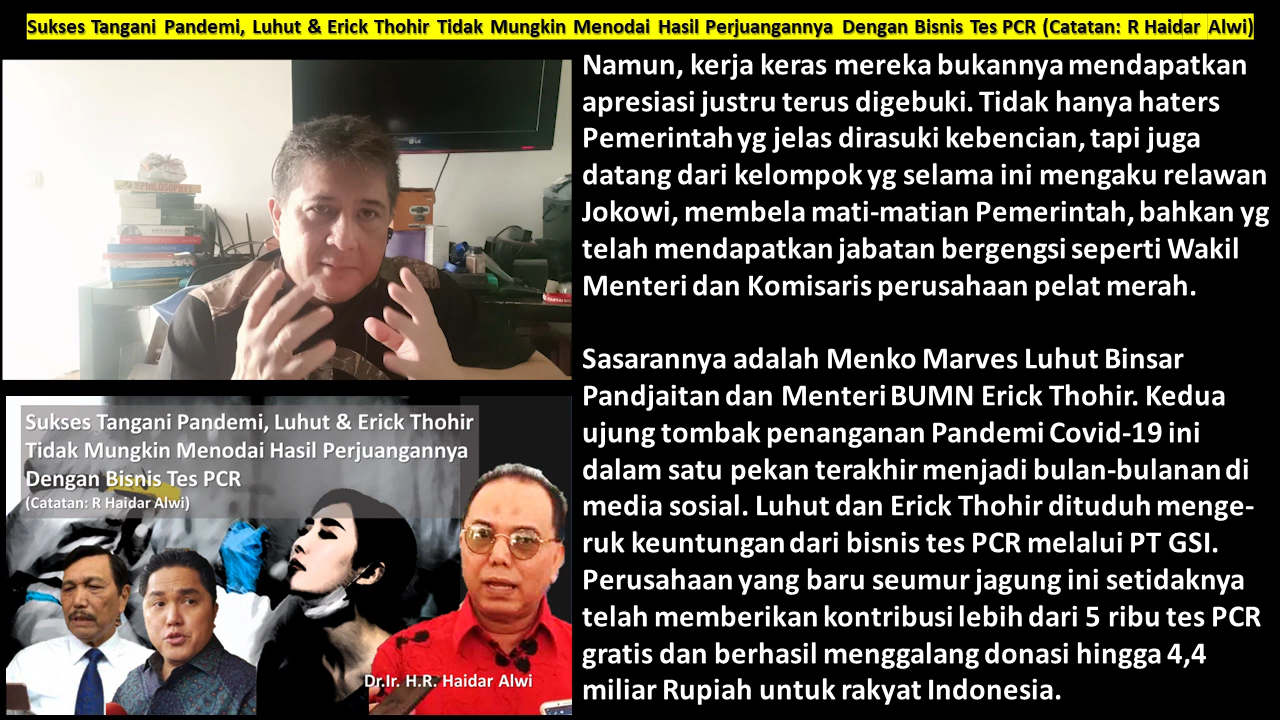 Sukses Tangani Pandemi, Luhut & Erick Thohir Tidak Mungkin Menodai Hasil Perjuangannya Dengan Bisnis Tes PCR (Catatan: R Haidar Alwi)
LG
PHILOSOPHY
Sukses Tangani Pandemi, Luhut & Erick Thohir
Tidak Mungkin Menodai Hasil Perjuangannya
Dengan Bisnis Tes PCR
(Catatan: R Haidar Alwi)
Dr.Ir. H.R. Haidar Alwi
Namun, kerja keras mereka bukannya mendapatkan
apresiasi justru terus digebuki. Tidak hanya haters
Pemerintah yg jelas dirasuki kebencian, tapi juga
datang dari kelompok yg selama ini mengaku relawan
Jokowi, membela mati-matian Pemerintah, bahkan yg
telah mendapatkan jabatan bergengsi seperti Wakil
Menteri dan Komisaris perusahaan pelat merah.
Sasarannya adalah Menko Marves Luhut Binsar
Pandjaitan dan Menteri BUMN Erick Thohir. Kedua
ujung tombak penanganan Pandemi Covid-19 ini
dalam satu pekan terakhir menjadi bulan-bulanan di
media sosial. Luhut dan Erick Thohir dituduh menge-
ruk keuntungan dari bisnis tes PCR melalui PT GSI.
Perusahaan yang baru seumur jagung ini setidaknya
telah memberikan kontribusi lebih dari 5 ribu tes PCR
gratis dan berhasil menggalang donasi hingga 4,4
miliar Rupiah untuk rakyat Indonesia.